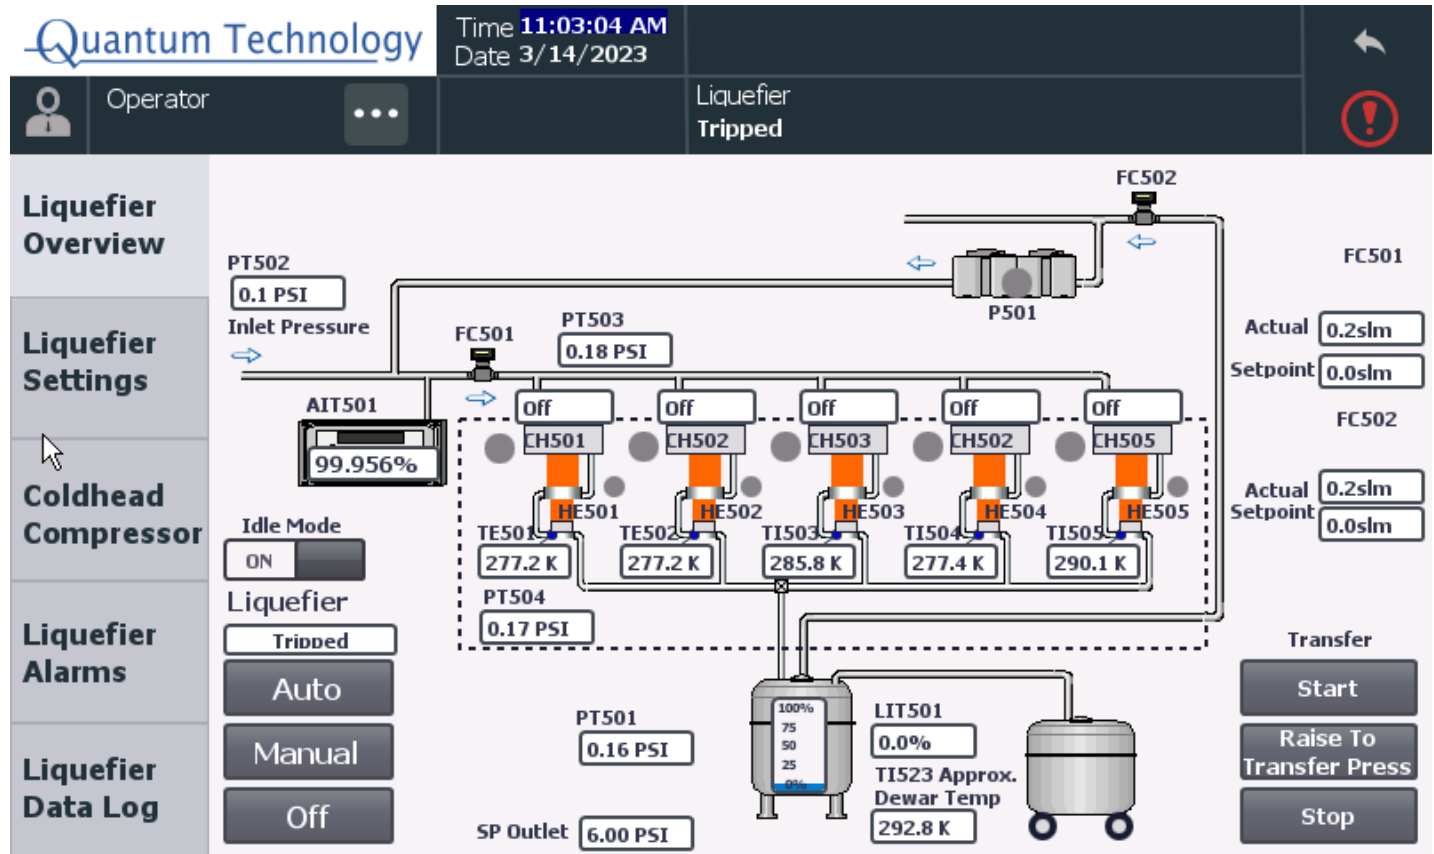 Quantum Technology
Time 11:03:04 AM
Date 3/14/2023
Operator
Liquefier
Tripped
Liquefier
Overview
Liquefier
Settings
Coldhead
Compressor
Liquefier
Alarms
Liquefier
Data Log
FC502
PT502
0.1 PSI
Inlet Pressure
P501
FC501
PT503
0.18 PSI
AIT501
99.956%
Off
Off
Off
Off
Off
CH501
CH502
CH503
CH502
CH505
HE501
HE502
HE503
HE504
HE505
TE501
TE502
TI503
TI504
TI505
277.2 K
277.2 K
285.8 K
277.4 K
290.1 K
PT504
0.17 PSI
FC501
Actual 0.2slm
Setpoint 0.0slm
FC502
Actual 0.2slm
Setpoint 0.0slm
Idle Mode
ON
Liquefier
Tripped
Auto
Manual
Off
PT501
0.16 PSI
SP Outlet 6.00 PSI
100%
75
50
25
0%
LIT501
0.0%
TI523 Approx.
Dewar Temp
292.8 K
Transfer
Start
Raise To
Transfer Press
Stop